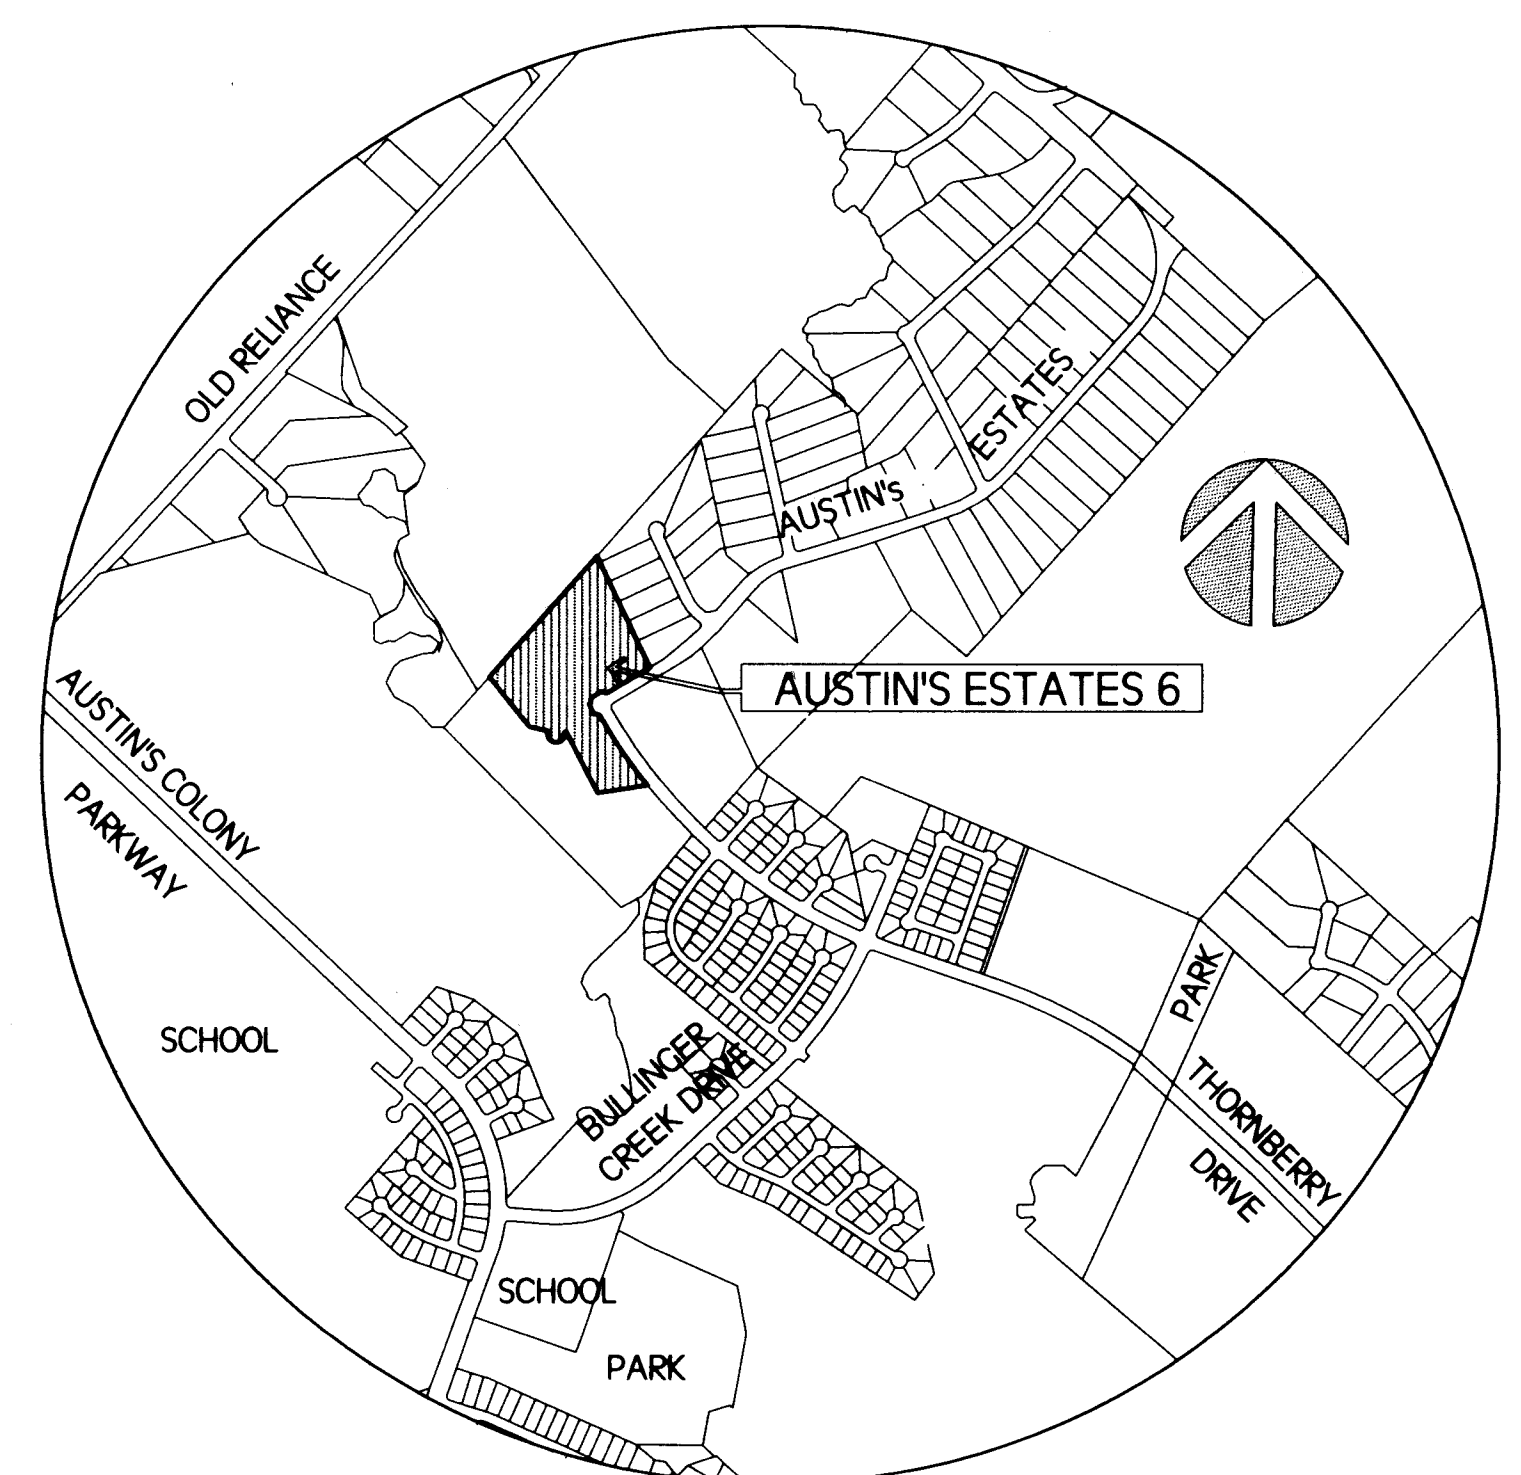 OLD RELIANCE
ESTATES
AUSTIN's
AUSTIN'S ESTATES 6
AUSTIN'S COLONY
PARKWAY
PARK
SCHOOL
BULLINGER
CREEK DRIVE
THORNBERRY
DRIVE
SCHOOL
PARK